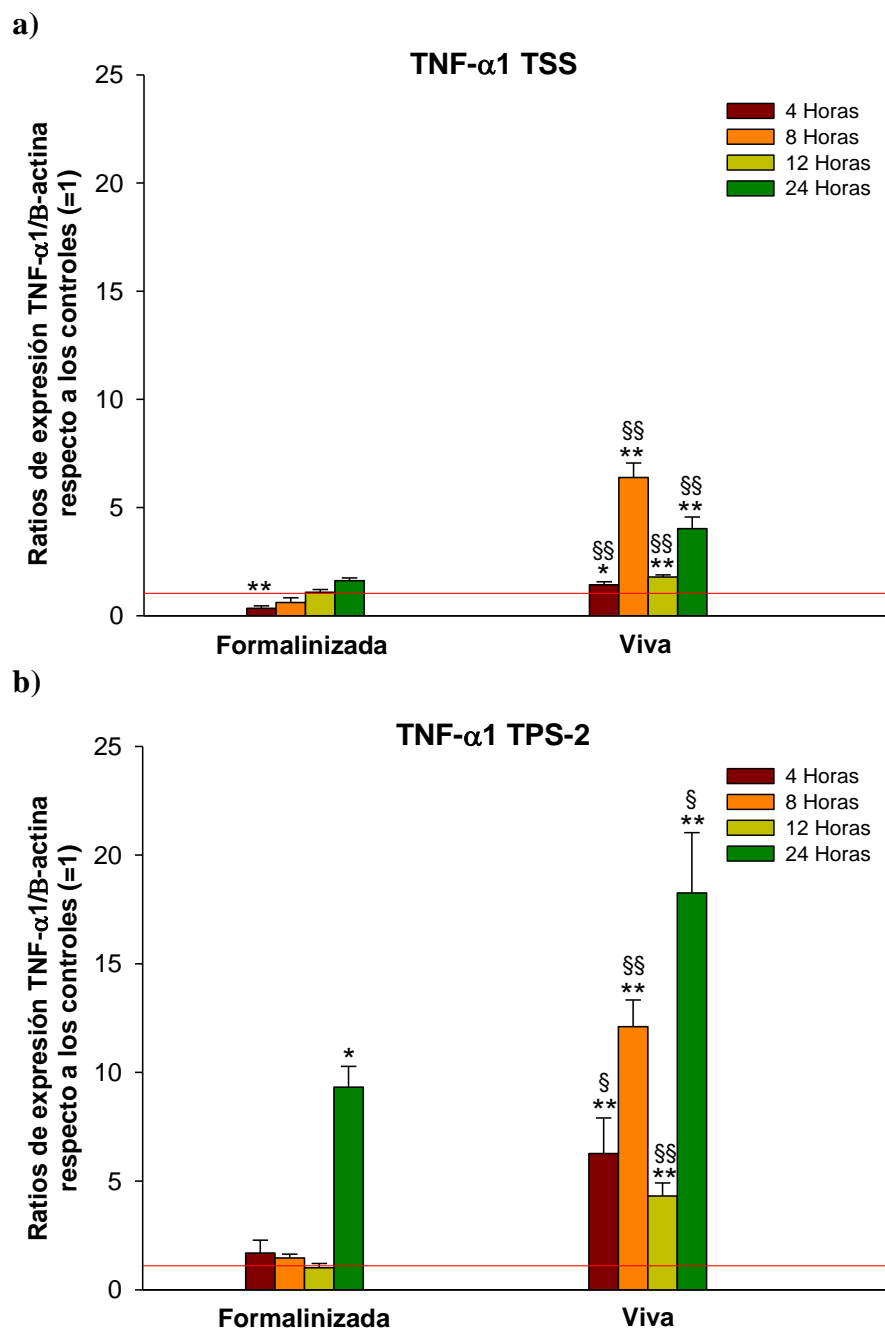 a)
TNF-α1 TSS
Ratios de expresión TNF-α1/B-actina
respecto a los controles (=1)
25
20
15
10
5
0
4 Horas
8 Horas
12 Horas
24 Horas
**
§§
*
§§
**
§§
**
§§
**
Formalinizada
Viva
b)
TNF-α1 TPS-2
Ratios de expresión TNF-α1/B-actina
respecto a los controles (=1)
25
20
15
10
5
0
4 Horas
8 Horas
12 Horas
24 Horas
*
§
**
§§
**
§§
**
§
**
Formalinizada
Viva